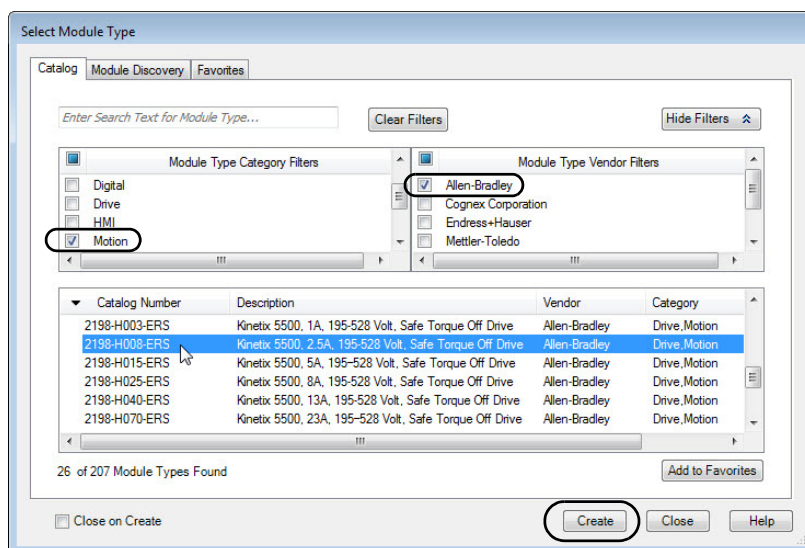 Select Module Type
Catalog Module Discovery Favorites
Enter Search Text for Module Type... Clear Filters Hide Filters
Module Type Category Filters Module Type Vendor Filters
Digital Allen-Bradley
Drive Cognex Corporation
HMI Endress+Hauser
Motion Mettler-Toledo
Catalog Number Description Vendor Category
2198-H003-ERS Kinetix 5500, 1A, 195-528 Volt, Safe Torque Off Drive Allen-Bradley Drive,Motion
2198-H008-ERS Kinetix 5500, 2.5A, 195-528 Volt, Safe Torque Off Drive Allen-Bradley Drive,Motion
2198-H015-ERS Kinetix 5500, 5A, 195-528 Volt, Safe Torque Off Drive Allen-Bradley Drive,Motion
2198-H025-ERS Kinetix 5500, 8A, 195-528 Volt, Safe Torque Off Drive Allen-Bradley Drive,Motion
2198-H040-ERS Kinetix 5500, 13A, 195-528 Volt, Safe Torque Off Drive Allen-Bradley Drive,Motion
2198-H070-ERS Kinetix 5500, 23A, 195-528 Volt, Safe Torque Off Drive Allen-Bradley Drive,Motion
26 of 207 Module Types Found Add to Favorites
Close on Create Create Close Help